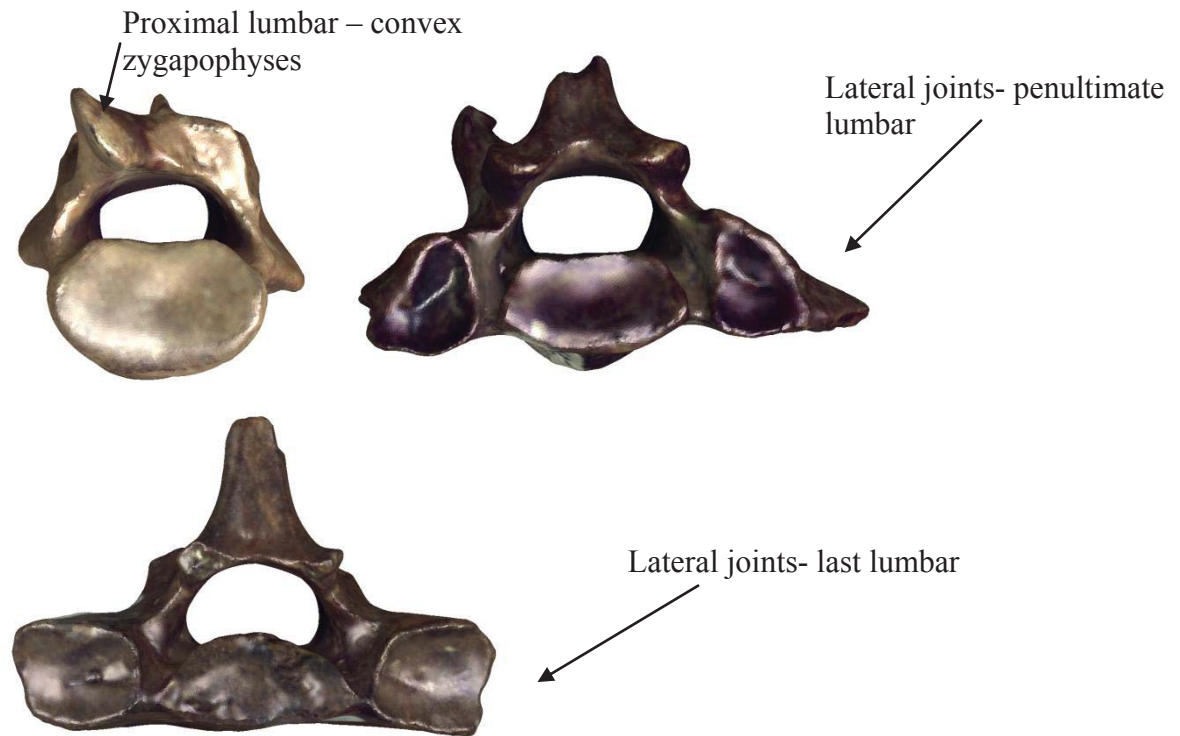 Proximal lumbar – convex
zygapophyses
Lateral joints- penultimate
lumbar
Lateral joints- last lumbar